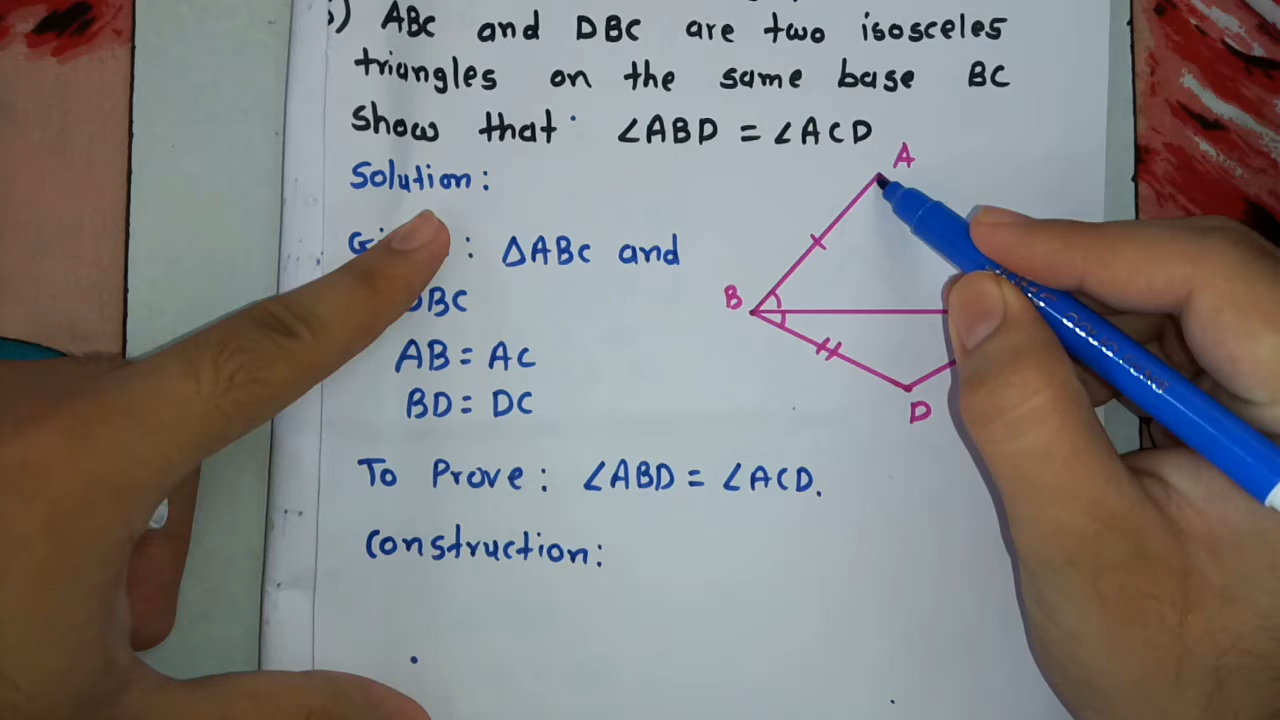 ABC and DBC are two isosceles
triangles on the same base BC
Show that ∠ABD = ∠ACD
Solution:
: ΔABC and
BC
AB = AC
BD = DC
To Prove: ∠ABD = ∠ACD.
Construction:
A
B
D